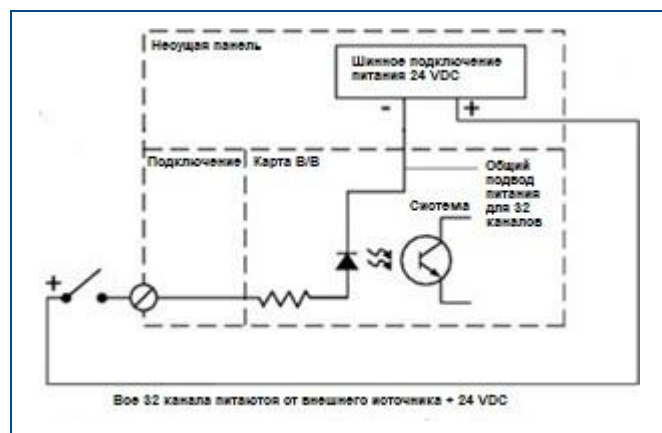 Несущая панель
Шинное подключение
питания 24 VDC
-
+
Подключение
Карта В/В
Общий
подвод
питания
для 32
каналов
Система
+
Все 32 канала питаются от внешнего источника + 24 VDC